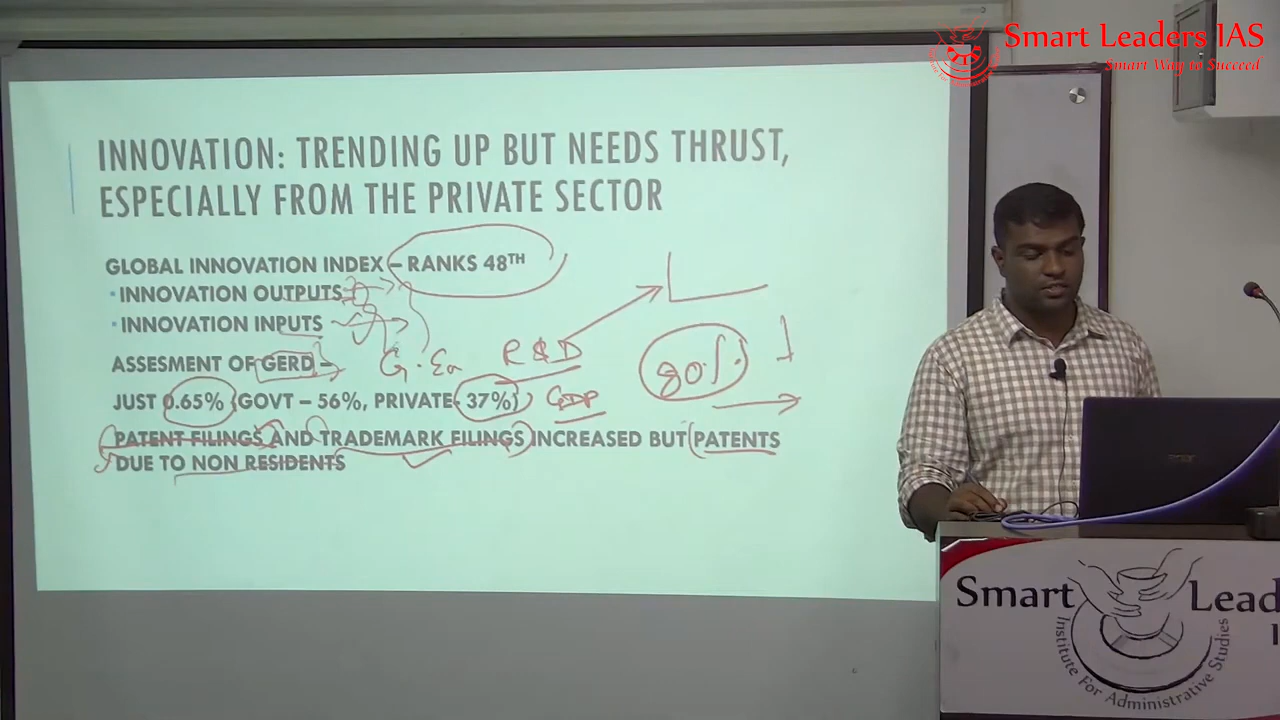 Smart Leaders IAS
Smart Way to Succeed
INNOVATION: TRENDING UP BUT NEEDS THRUST,
ESPECIALLY FROM THE PRIVATE SECTOR
GLOBAL INNOVATION INDEX – RANKS 48TH
INNOVATION OUTPUTS
INNOVATION INPUTS
ASSESMENT OF GERD –
R & D
80%
JUST 0.65% (GOVT – 56%, PRIVATE- 37%)
GDP
PATENT FILINGS AND TRADEMARK FILINGS INCREASED BUT PATENTS
DUE TO NON RESIDENTS
Smart Lead
Institute For Administrative Studies